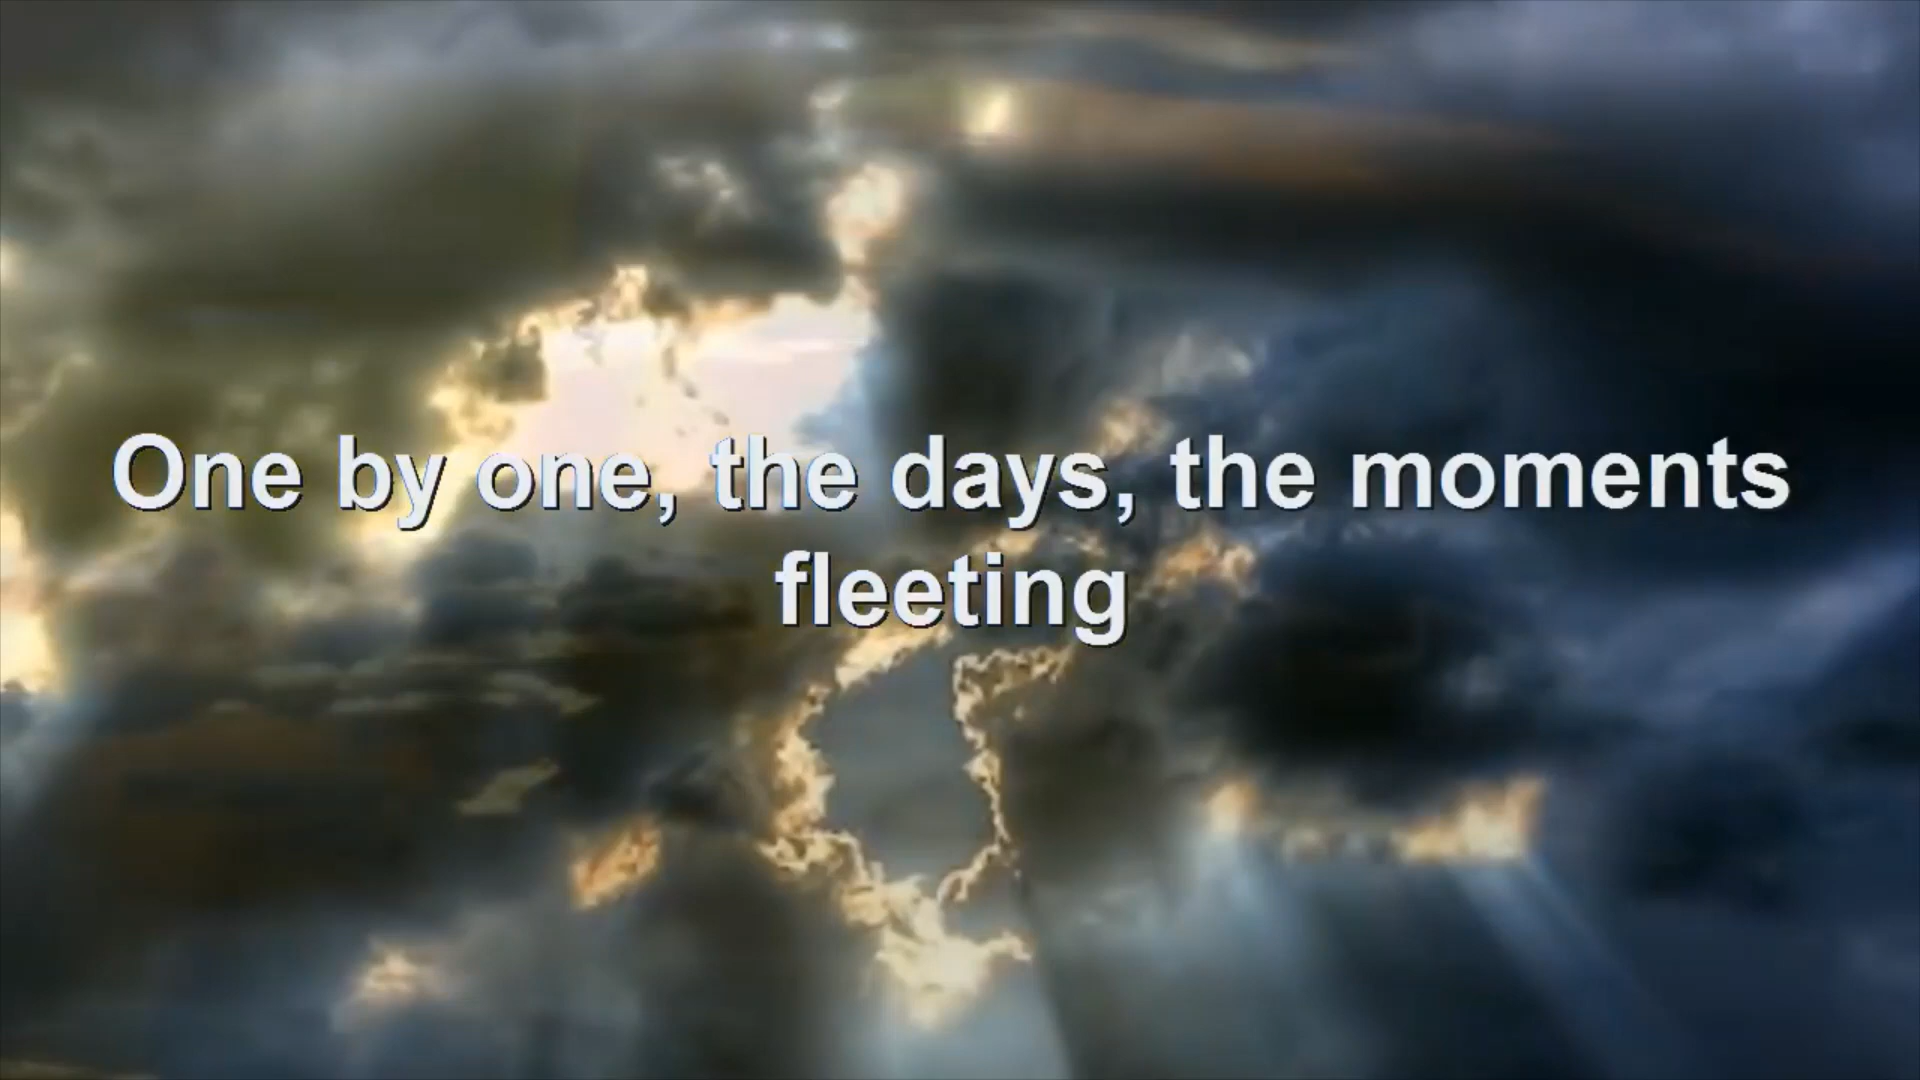 One by one, the days, the moments
fleeting